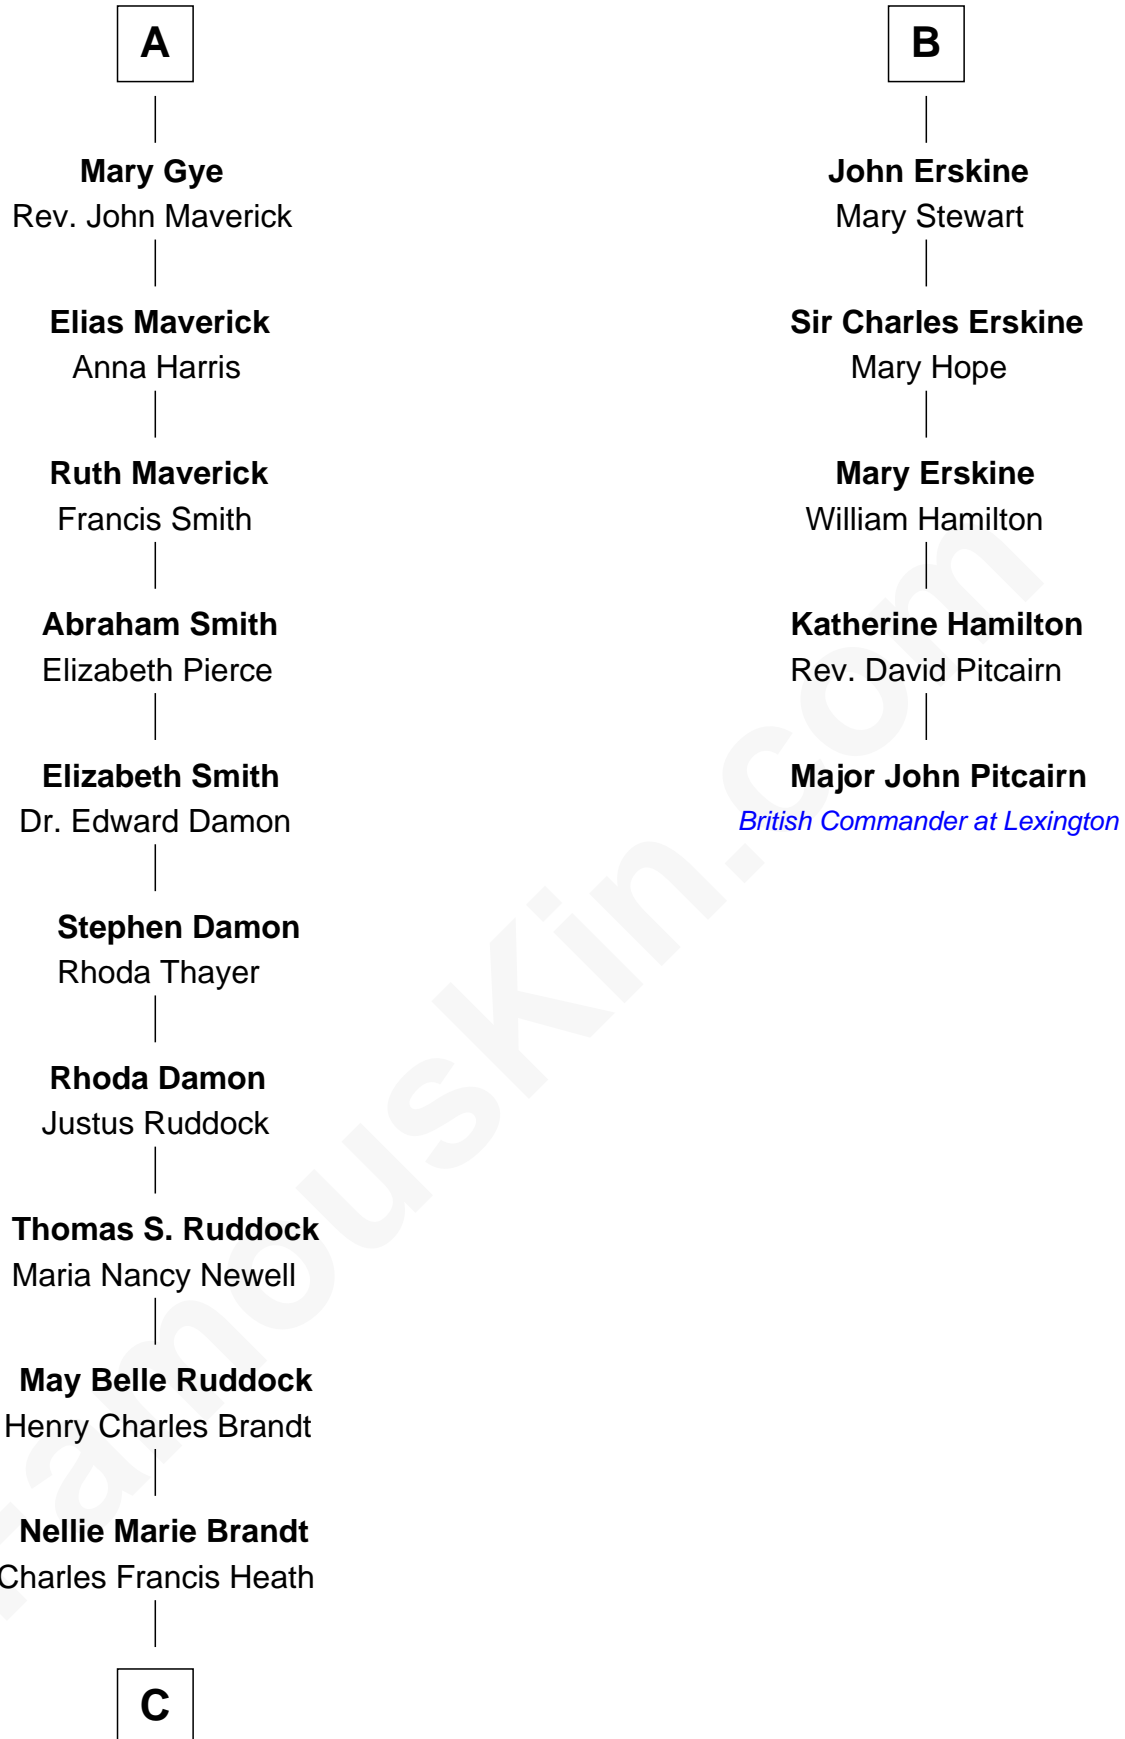 A
Mary Gye
Rev. John Maverick
Elias Maverick
Anna Harris
Ruth Maverick
Francis Smith
Abraham Smith
Elizabeth Pierce
Elizabeth Smith
Dr. Edward Damon
Stephen Damon
Rhoda Thayer
Rhoda Damon
Justus Ruddock
Thomas S. Ruddock
Maria Nancy Newell
May Belle Ruddock
Henry Charles Brandt
Nellie Marie Brandt
Charles Francis Heath
C
B
John Erskine
Mary Stewart
Sir Charles Erskine
Mary Hope
Mary Erskine
William Hamilton
Katherine Hamilton
Rev. David Pitcairn
Major John Pitcairn
British Commander at Lexington
FamousKin.com